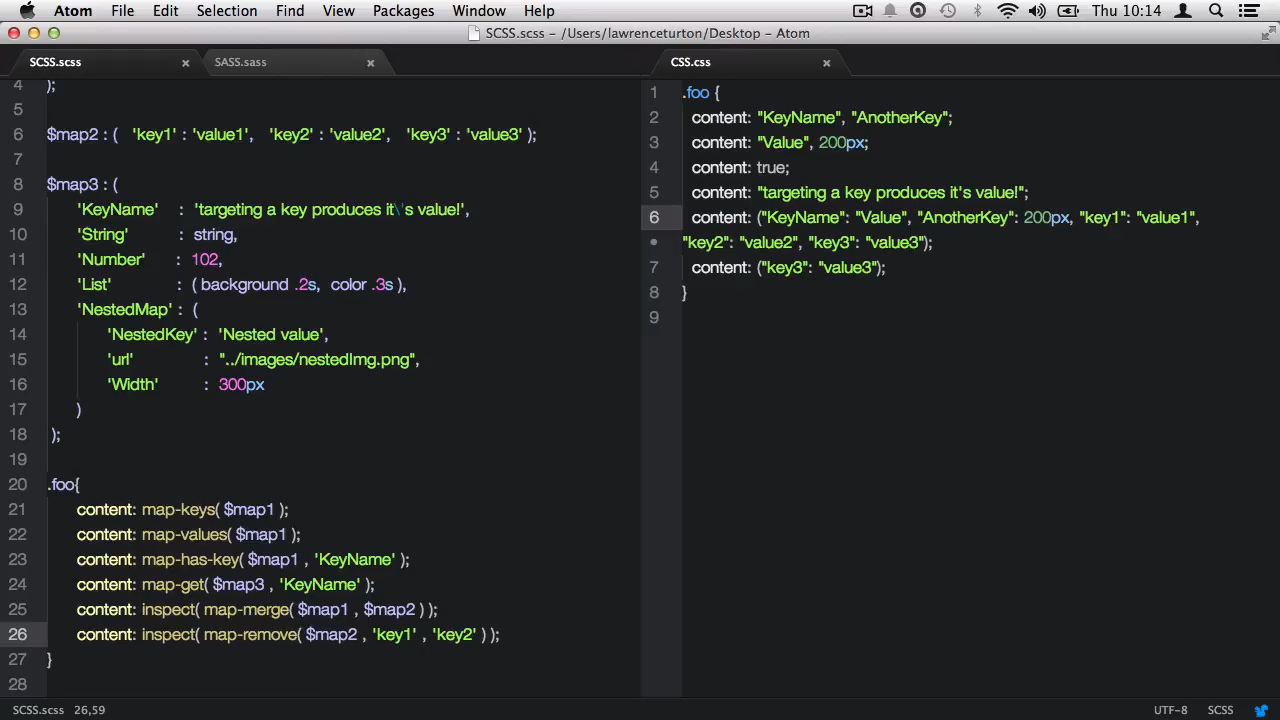 Atom File Edit Selection Find View Packages Window Help Thu 10:14
SCSS.scss – /Users/lawrenceturton/Desktop - Atom
SCSS.scss SASS.sass CSS.css
4 );
5
6 $map2 : ( 'key1' : 'value1', 'key2' : 'value2', 'key3' : 'value3' );
7
8 $map3 : (
9 'KeyName' : 'targeting a key produces it\'s value!',
10 'String' : string,
11 'Number' : 102,
12 'List' : ( background .2s, color .3s ),
13 'NestedMap' : (
14 'NestedKey' : 'Nested value',
15 'url' : "../images/nestedImg.png",
16 'Width' : 300px
17 )
18 );
19
20 .foo{
21 content: map-keys( $map1 );
22 content: map-values( $map1 );
23 content: map-has-key( $map1 , 'KeyName' );
24 content: map-get( $map3 , 'KeyName' );
25 content: inspect( map-merge( $map1 , $map2 ) );
26 content: inspect( map-remove( $map2 , 'key1' , 'key2' ) );
27 }
28
1 .foo {
2 content: "KeyName", "AnotherKey";
3 content: "Value", 200px;
4 content: true;
5 content: "targeting a key produces it's value!";
6 content: ("KeyName": "Value", "AnotherKey": 200px, "key1": "value1",
• "key2": "value2", "key3": "value3");
7 content: ("key3": "value3");
8 }
9
SCSS.scss 26,59 UTF-8 SCSS